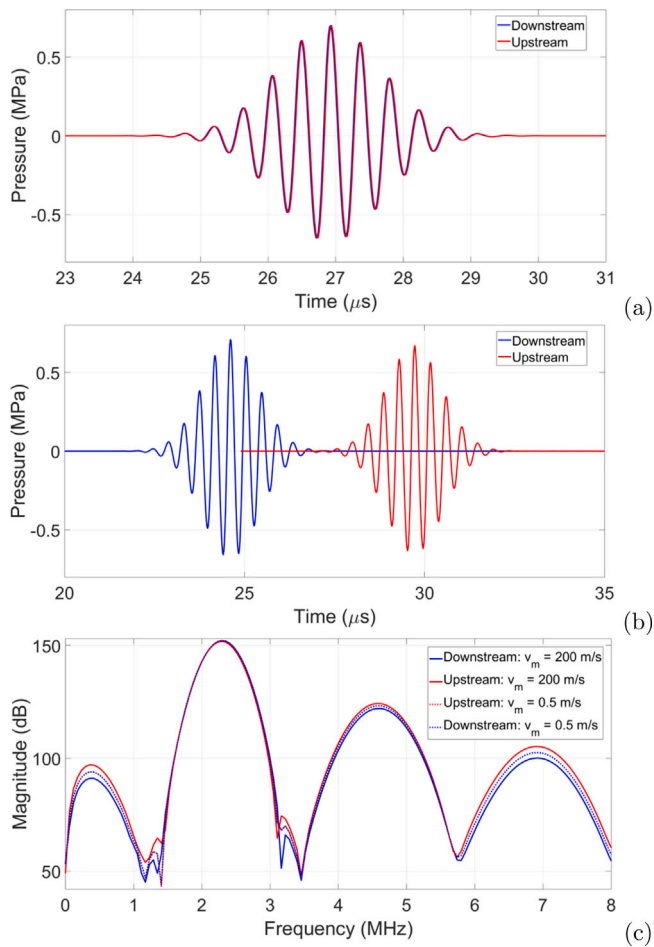 Downstream
Upstream
Pressure (MPa)
0.5
0
-0.5
23 24 25 26 27 28 29 30 31
Time (μs)
(a)
Downstream
Upstream
Pressure (MPa)
0.5
0
-0.5
20 25 30 35
Time (μs)
(b)
Downstream: v_m = 200 m/s
Upstream: v_m = 200 m/s
Upstream: v_m = 0.5 m/s
Downstream: v_m = 0.5 m/s
Magnitude (dB)
150
100
50
0 1 2 3 4 5 6 7 8
Frequency (MHz)
(c)